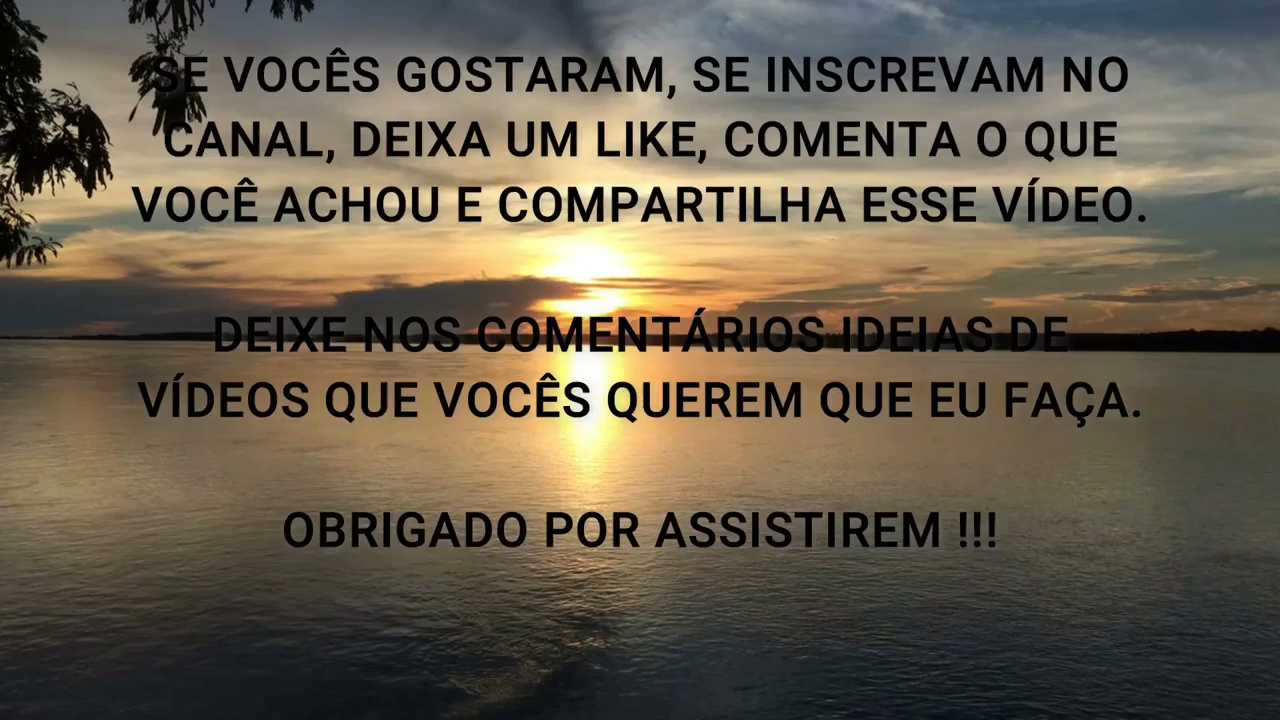 SE VOCÊS GOSTARAM, SE INSCREVAM NO
CANAL, DEIXA UM LIKE, COMENTA O QUE
VOCÊ ACHOU E COMPARTILHA ESSE VÍDEO.
DEIXE NOS COMENTÁRIOS IDEIAS DE
VÍDEOS QUE VOCÊS QUEREM QUE EU FAÇA.
OBRIGADO POR ASSISTIREM !!!